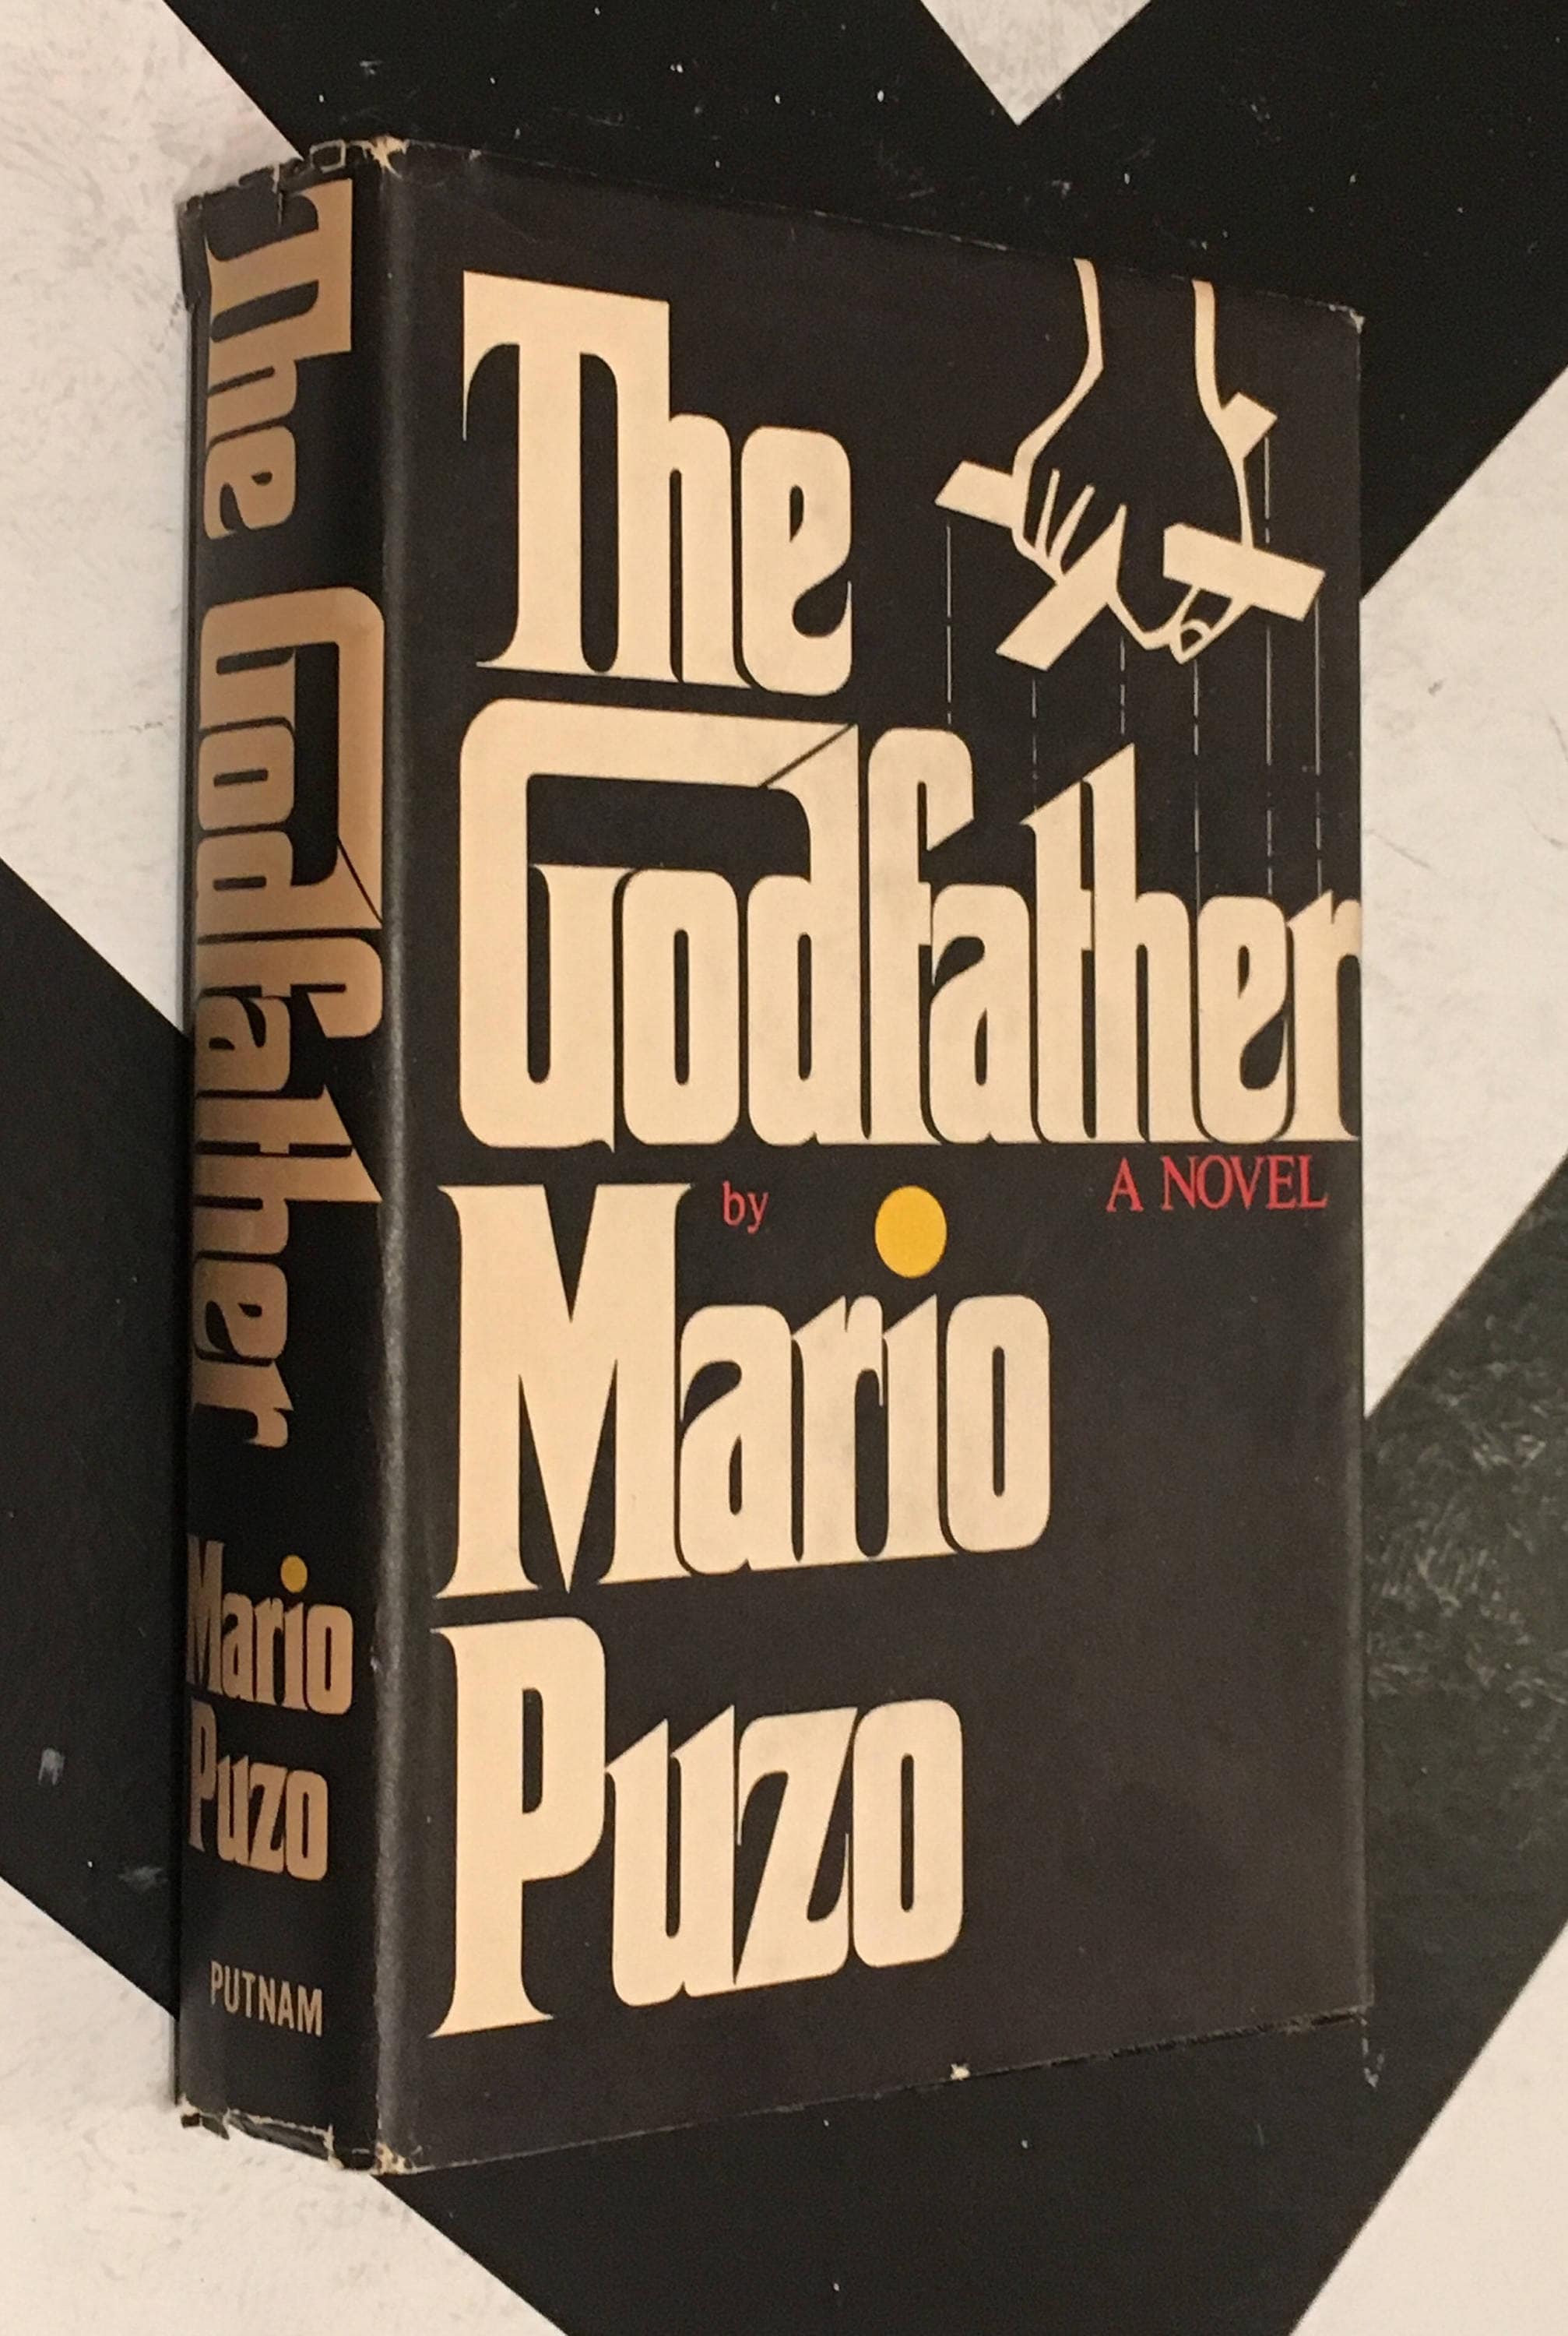 The Godfather
Mario
Puzo
PUTNAM
The
Godfather
by
A NOVEL
Mario
Puzo